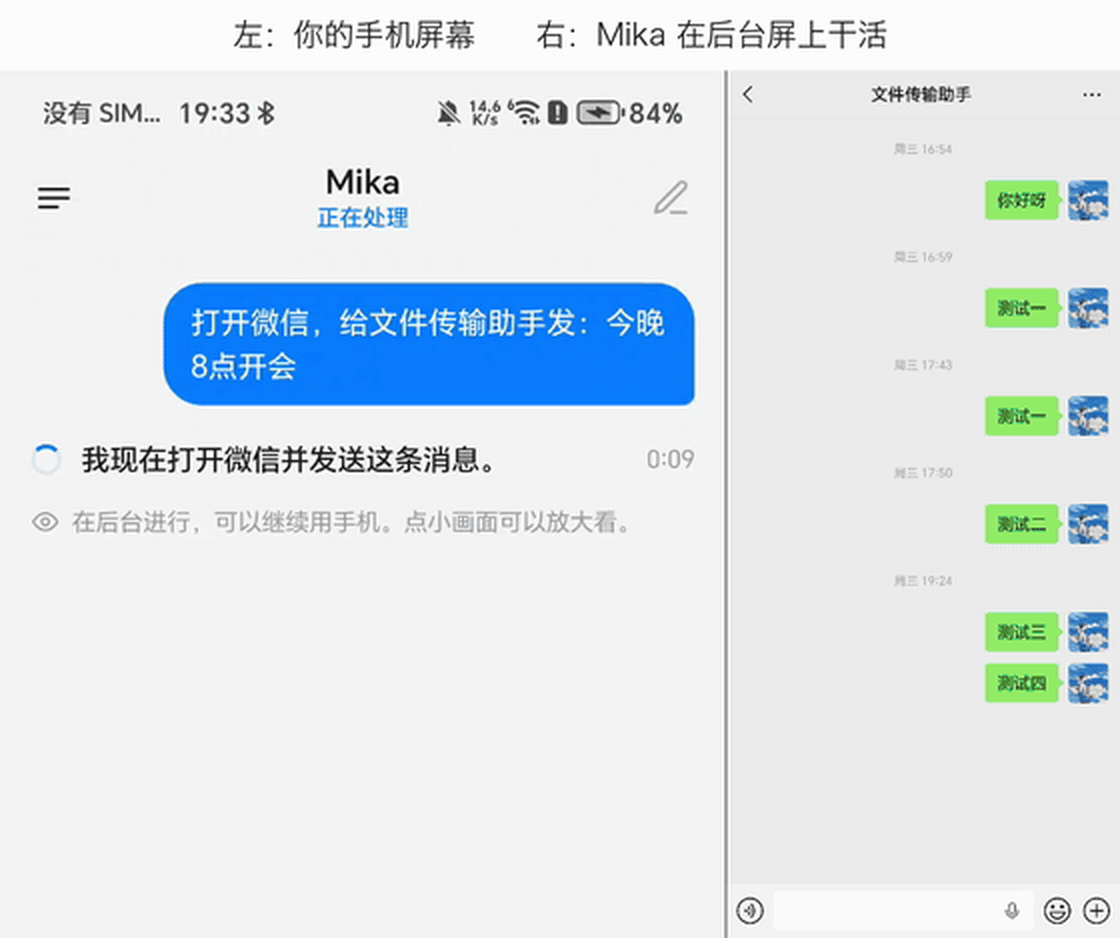 左：你的手机屏幕 右：Mika 在后台屏上干活
没有 SIM... 19:33 14.6 K/s 6 84%
Mika
正在处理
打开微信，给文件传输助手发：今晚
8点开会
我现在打开微信并发送这条消息。 0:09
在后台进行，可以继续用手机。点小画面可以放大看。
文件传输助手
周三 16:54
你好呀
周三 16:59
测试一
周三 17:43
测试一
周三 17:50
测试二
周三 19:24
测试三
测试四